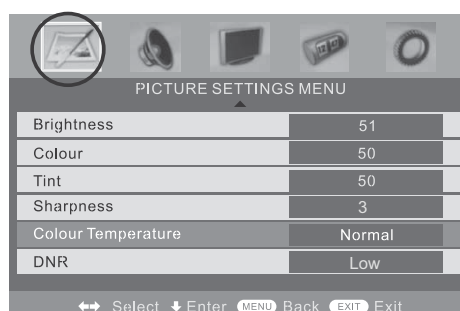 PICTURE SETTINGS MENU
Brightness 51
Colour 50
Tint 50
Sharpness 3
Colour Temperature Normal
DNR Low
Select Enter MENU Back EXIT Exit